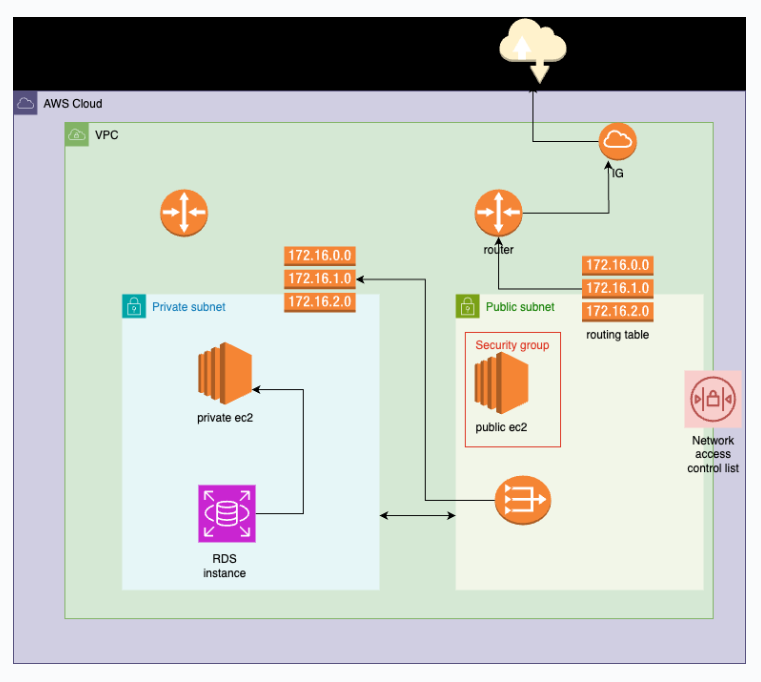 AWS Cloud
VPC
IG
router
172.16.0.0
172.16.1.0
172.16.2.0
172.16.0.0
172.16.1.0
172.16.2.0
routing table
Private subnet
Public subnet
Security group
private ec2
public ec2
Network
access
control list
RDS
instance